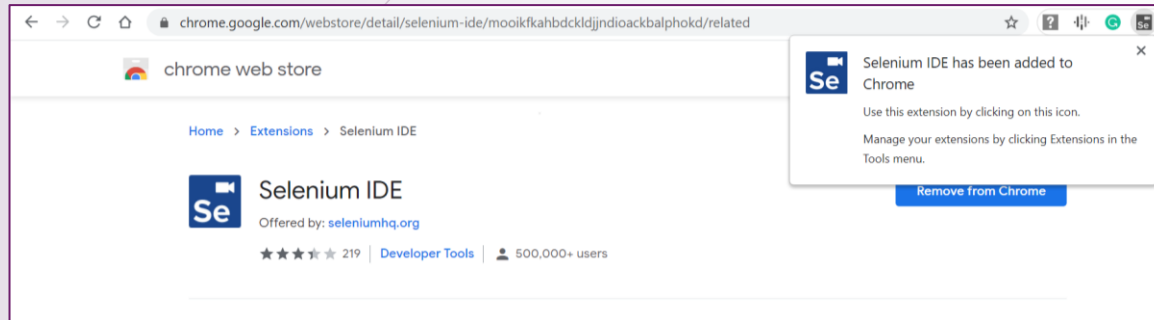 chrome.google.com/webstore/detail/selenium-ide/mooikfkahbdckldjjndioackbalphokd/related
chrome web store
Se
Selenium IDE has been added to
Chrome
Use this extension by clicking on this icon.
Manage your extensions by clicking Extensions in the
Tools menu.
Home > Extensions > Selenium IDE
Remove from Chrome
Se
Selenium IDE
Offered by: seleniumhq.org
219 | Developer Tools | 500,000+ users